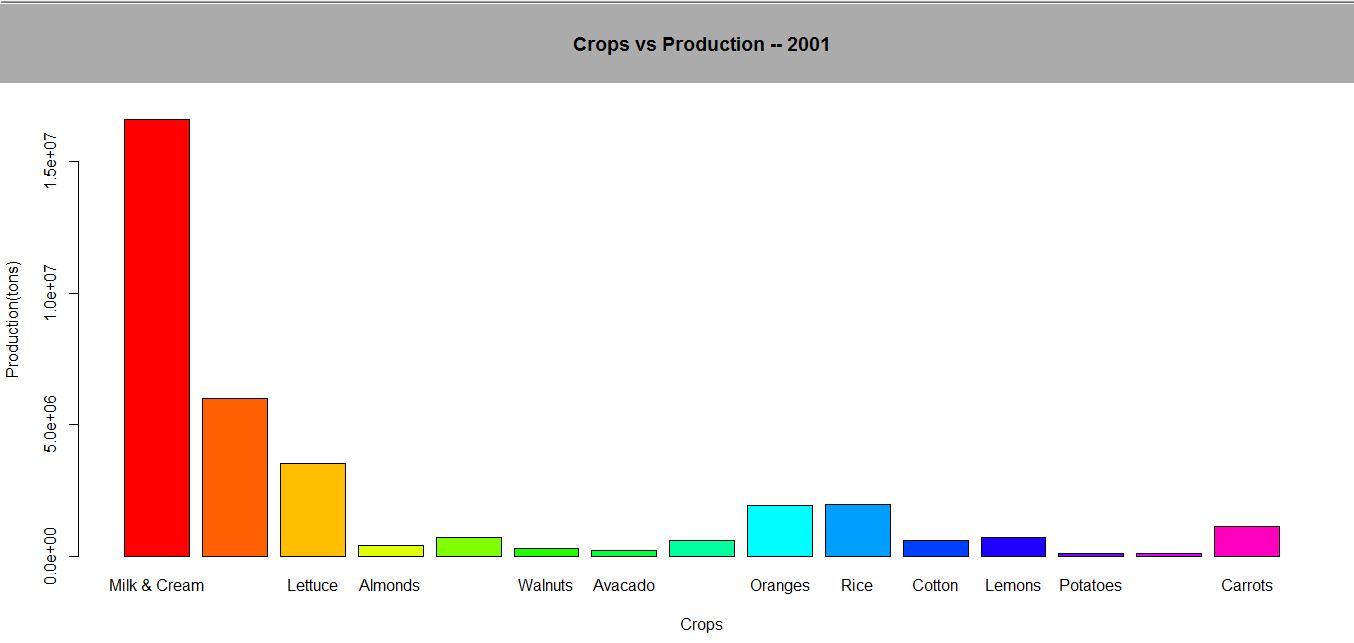 Crops vs Production -- 2001
Production(tons)
1.5e+07
1.0e+07
5.0e+06
0.0e+00
Milk & Cream Lettuce Almonds Walnuts Avacado Oranges Rice Cotton Lemons Potatoes Carrots
Crops